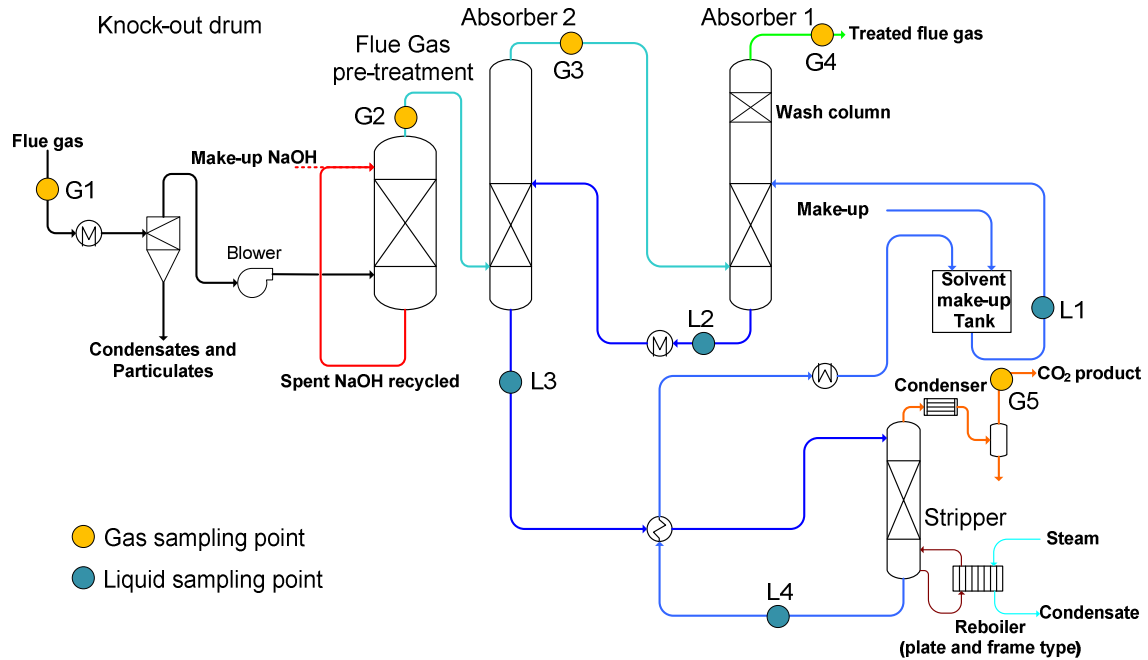 Knock-out drum
Absorber 2
Absorber 1
Treated flue gas
G3
G4
Flue Gas
pre-treatment
G2
Wash column
Flue gas
Make-up NaOH
G1
M
Make-up
Blower
Solvent
make-up
Tank
L1
L2
M
Condensates and
Particulates
Spent NaOH recycled
L3
M
Condenser
CO2 product
G5
Stripper
Gas sampling point
Liquid sampling point
Steam
L4
Condensate
Reboiler
(plate and frame type)